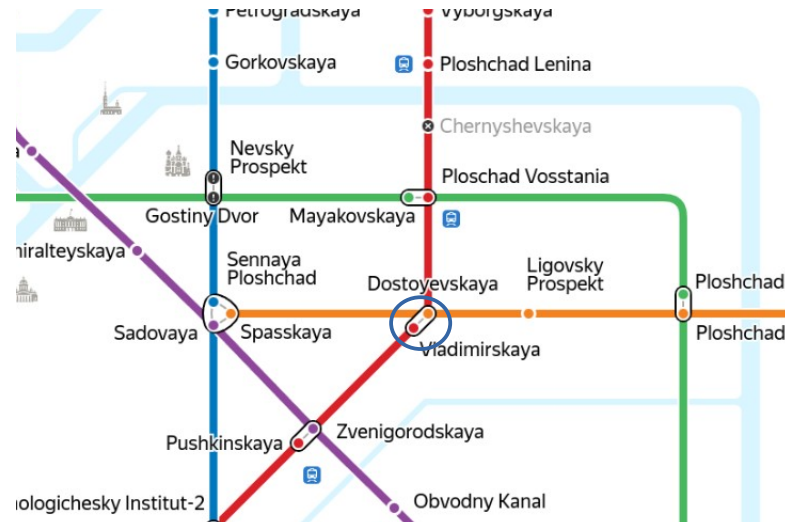 Petrogradskaya
Vyborgskaya
Gorkovskaya
Ploshchad Lenina
Chernyshevskaya
Nevsky
Prospekt
Ploschad Vosstania
Gostiny Dvor
Mayakovskaya
miralteyskaya
Sennaya
Ploshchad
Dostoyevskaya
Ligovsky
Prospekt
Ploshchad
Sadovaya
Spasskaya
Vladimirskaya
Ploshchad
Pushkinskaya
Zvenigorodskaya
nologichesky Institut-2
Obvodny Kanal